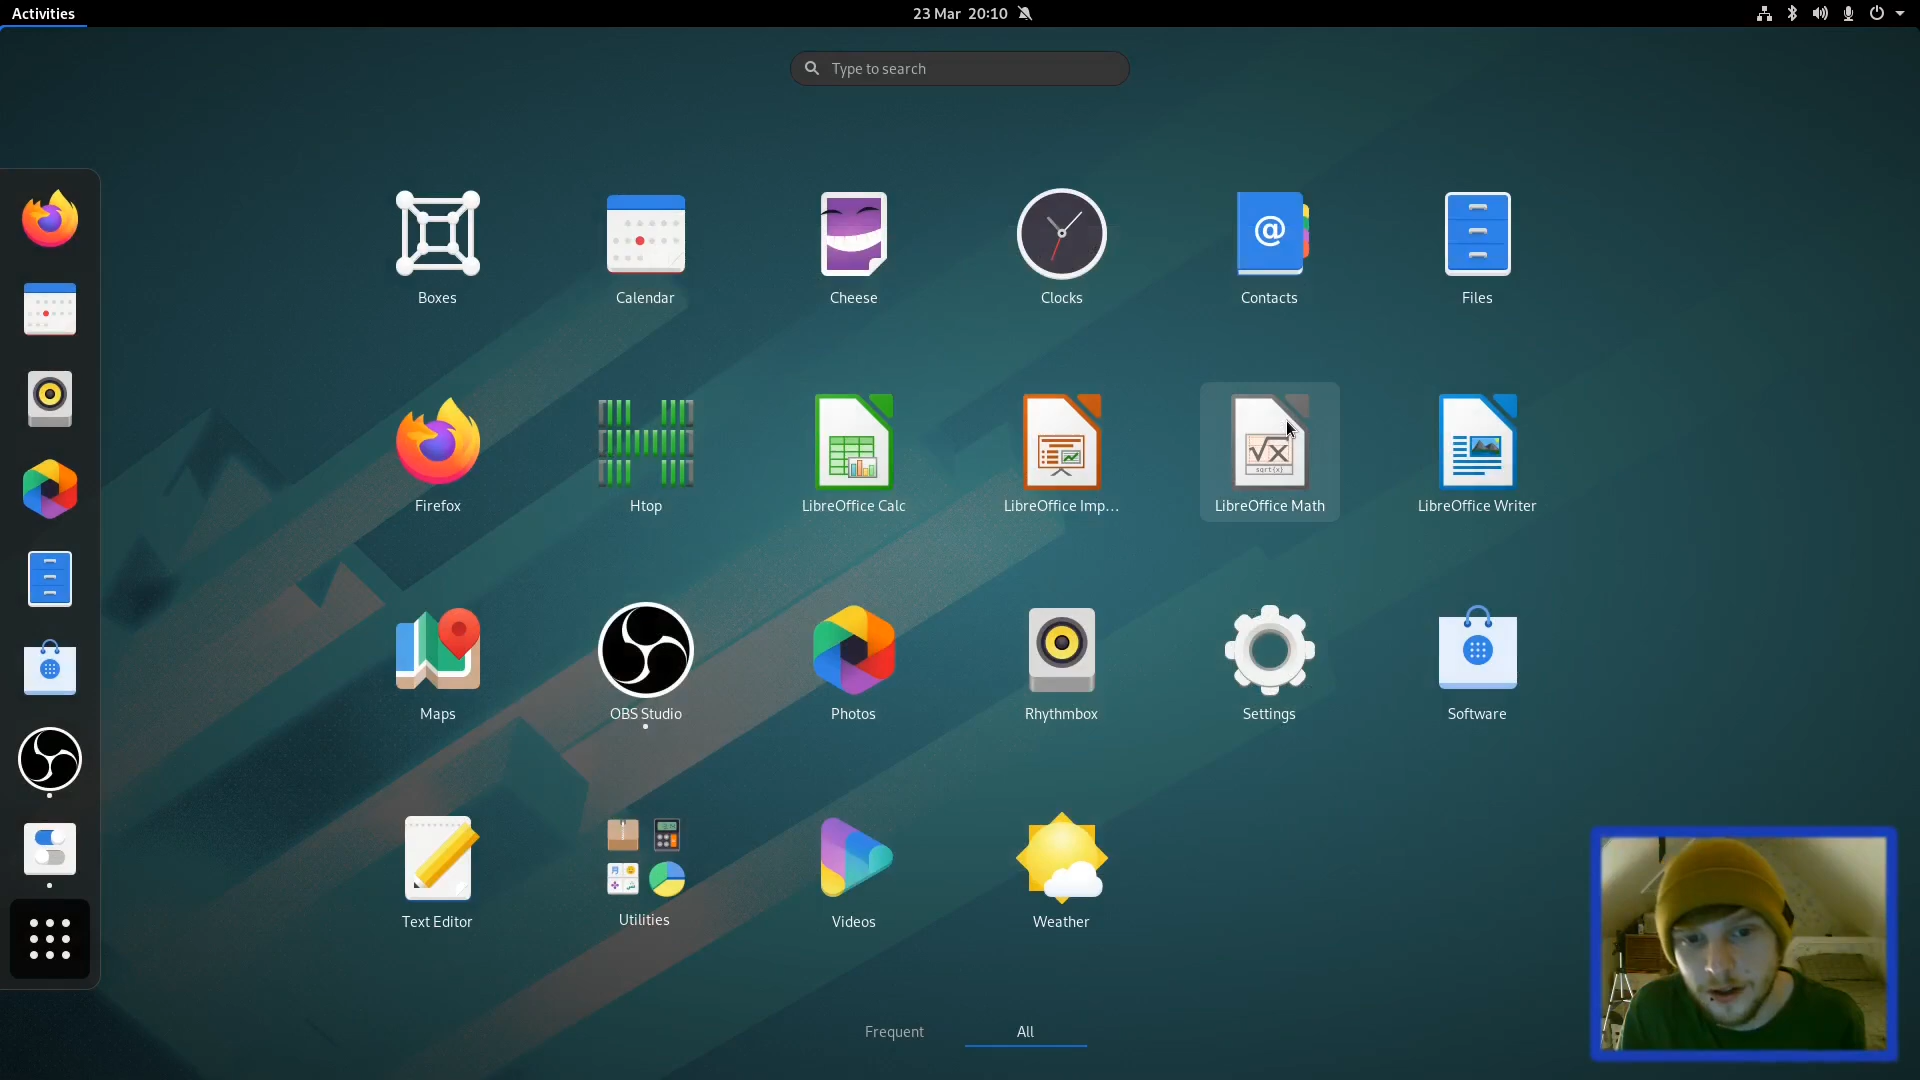 Activities
23 Mar 20:10
Type to search
Boxes
Calendar
Cheese
Clocks
Contacts
Files
Firefox
Htop
LibreOffice Calc
LibreOffice Imp...
LibreOffice Math
LibreOffice Writer
@
√x
sqrt(x)
Maps
OBS Studio
Photos
Rhythmbox
Settings
Software
Text Editor
Utilities
Videos
Weather
Frequent
All